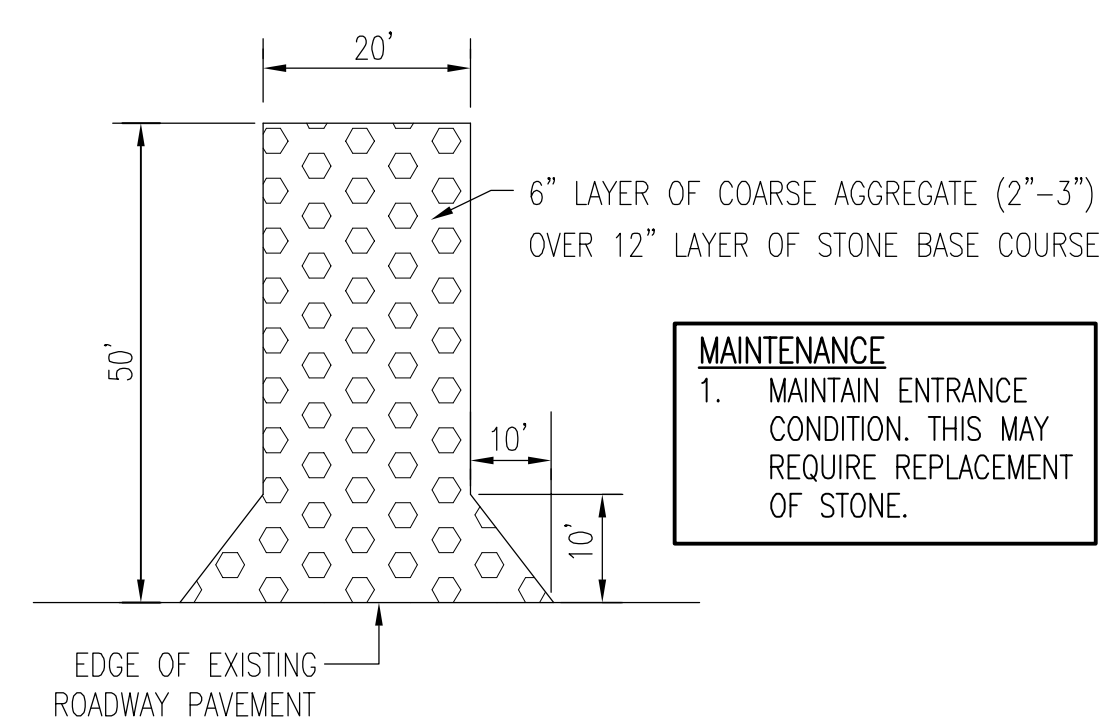 20'
6” LAYER OF COARSE AGGREGATE (2”–3”)
OVER 12” LAYER OF STONE BASE COURSE
50'
MAINTENANCE
1. MAINTAIN ENTRANCE
CONDITION. THIS MAY
REQUIRE REPLACEMENT
OF STONE.
10'
10'
EDGE OF EXISTING
ROADWAY PAVEMENT